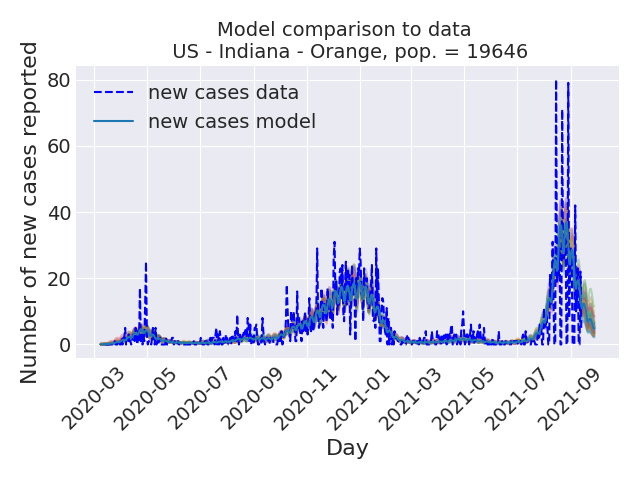 Model comparison to data
US - Indiana - Orange, pop. = 19646
Number of new cases reported
80
60
40
20
0
new cases data
new cases model
2020-03
2020-05
2020-07
2020-09
2020-11
2021-01
2021-03
2021-05
2021-07
2021-09
Day